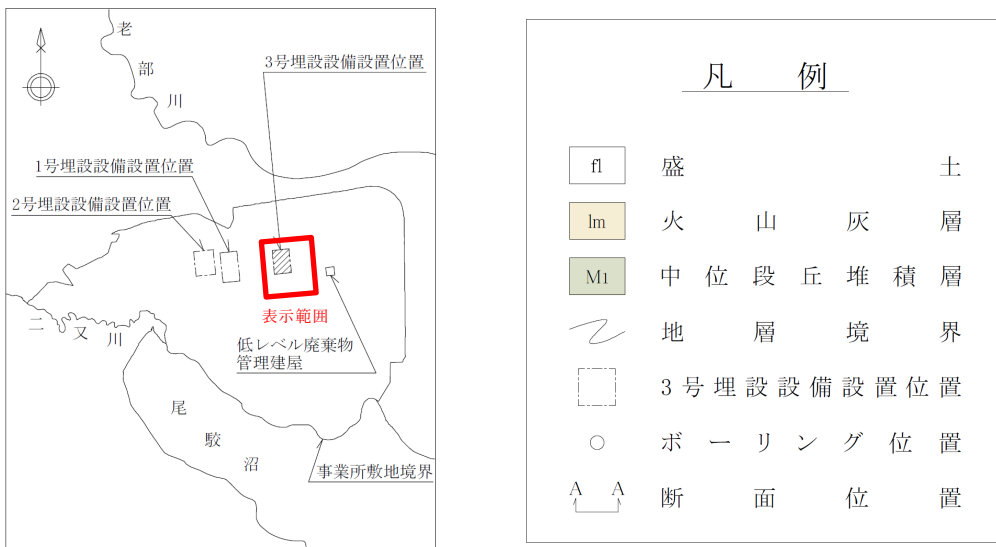 老部川
3号埋設設備設置位置
1号埋設設備設置位置
2号埋設設備設置位置
表示範囲
二又川
低レベル廃棄物
管理建屋
尾駮沼
事業所敷地境界
凡例
fl 盛土
lm 火山灰層
M1 中位段丘堆積層
地層境界
3号埋設設備設置位置
ボーリング位置
A A 断面位置